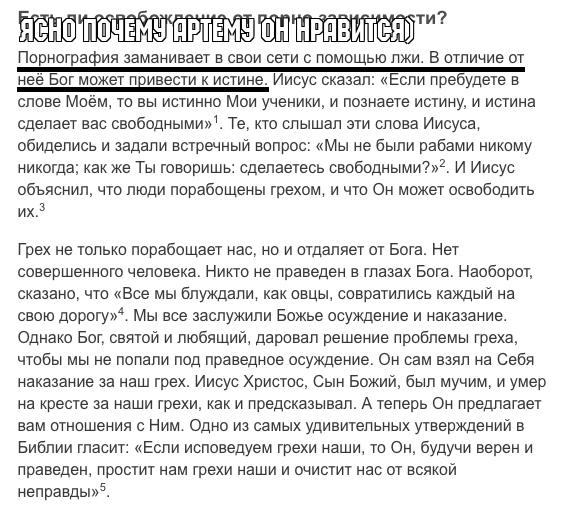 Есть ли освобождение от порно-зависимости?
ЯСНО ПОЧЕМУ АРТЕМУ ОН НРАВИТСЯ)
Порнография заманивает в свои сети с помощью лжи. В отличие от
неё Бог может привести к истине. Иисус сказал: «Если пребудете в
слове Моём, то вы истинно Мои ученики, и познаете истину, и истина
сделает вас свободными»¹. Те, кто слышал эти слова Иисуса,
обиделись и задали встречный вопрос: «Мы не были рабами никому
никогда; как же Ты говоришь: сделаетесь свободными?»². И Иисус
объяснил, что люди порабощены грехом, и что Он может освободить
их.³
Грех не только порабощает нас, но и отдаляет от Бога. Нет
совершенного человека. Никто не праведен в глазах Бога. Наоборот,
сказано, что «Все мы блуждали, как овцы, совратились каждый на
свою дорогу»⁴. Мы все заслужили Божье осуждение и наказание.
Однако Бог, святой и любящий, даровал решение проблемы греха,
чтобы мы не попали под праведное осуждение. Он сам взял на Себя
наказание за наш грех. Иисус Христос, Сын Божий, был мучим, и умер
на кресте за наши грехи, как и предсказывал. А теперь Он предлагает
вам отношения с Ним. Одно из самых удивительных утверждений в
Библии гласит: «Если исповедуем грехи наши, то Он, будучи верен и
праведен, простит нам грехи наши и очистит нас от всякой
неправды»⁵.